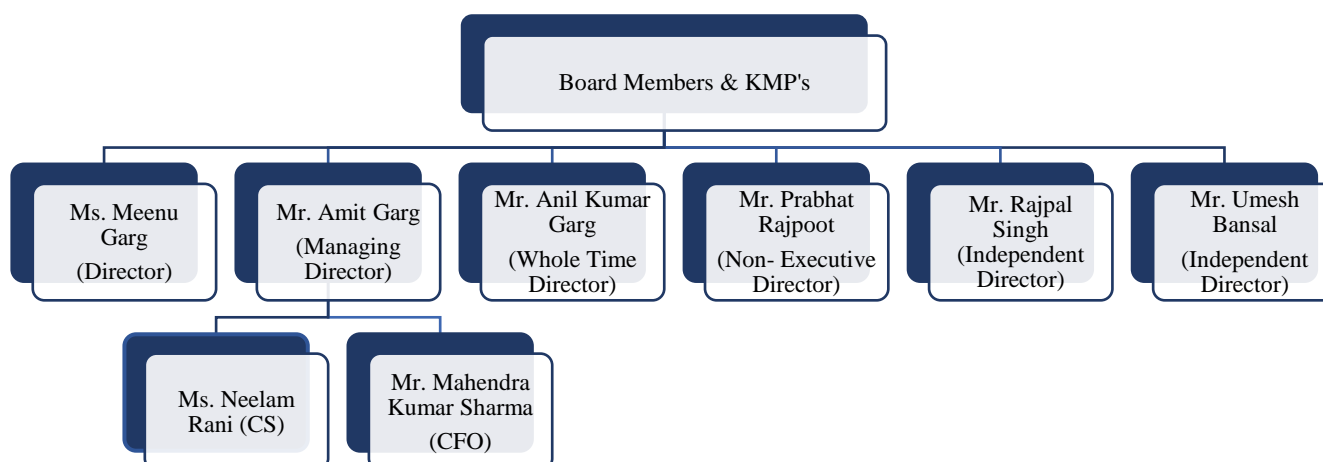 Board Members & KMP's
Ms. Meenu
Garg
(Director)
Mr. Amit Garg
(Managing
Director)
Mr. Anil Kumar
Garg
(Whole Time
Director)
Mr. Prabhat
Rajpoot
(Non- Executive
Director)
Mr. Rajpal
Singh
(Independent
Director)
Mr. Umesh
Bansal
(Independent
Director)
Ms. Neelam
Rani (CS)
Mr. Mahendra
Kumar Sharma
(CFO)